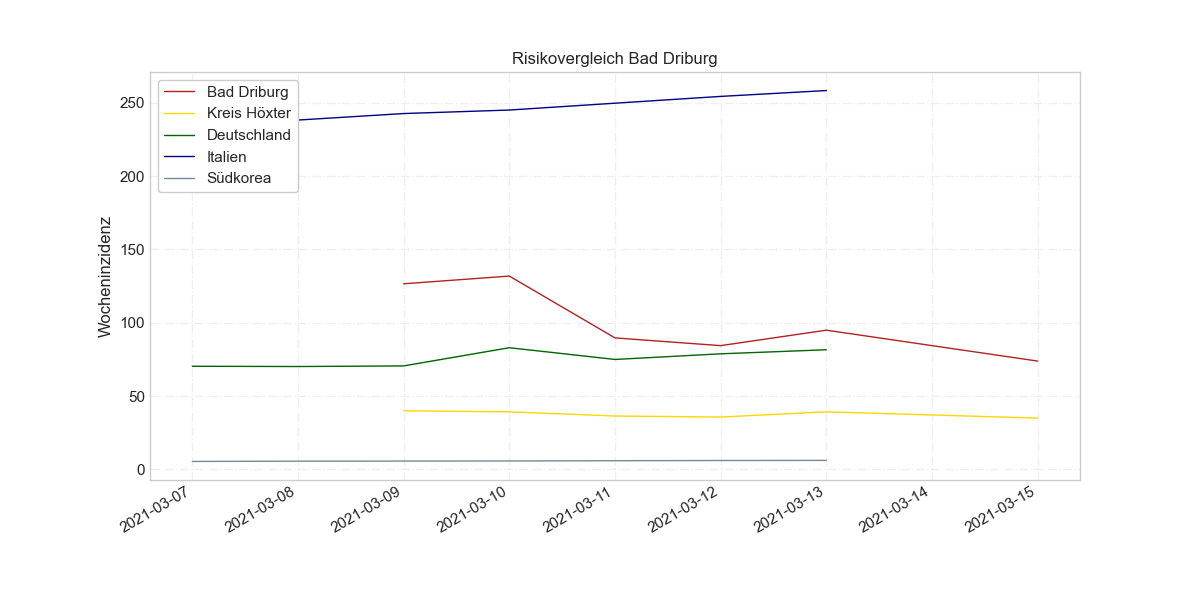 Risikovergleich Bad Driburg
Bad Driburg
Kreis Höxter
Deutschland
Italien
Südkorea
Wocheninzidenz
250
200
150
100
50
0
2021-03-07
2021-03-08
2021-03-09
2021-03-10
2021-03-11
2021-03-12
2021-03-13
2021-03-14
2021-03-15